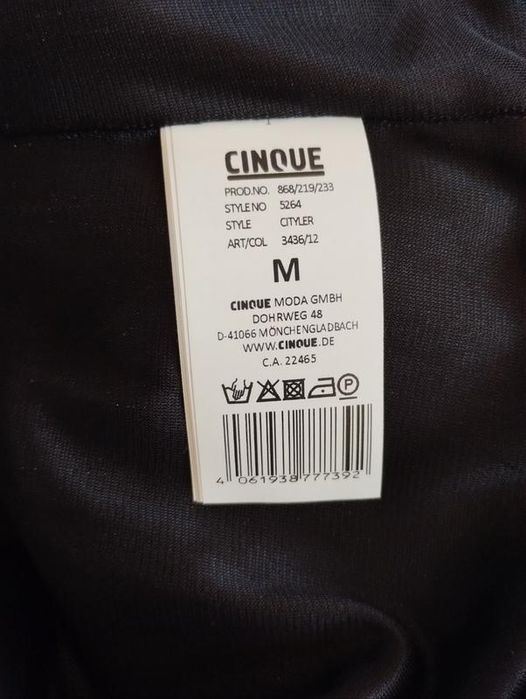 CINQUE
PROD.NO. 868/219/233
STYLE NO 5264
STYLE CITYLER
ART/COL 3436/12
M
CINQUE MODA GMBH
DOHRWEG 48
D-41066 MÖNCHENGLADBACH
WWW.CINQUE.DE
C.A. 22465
P
4 061938 777392